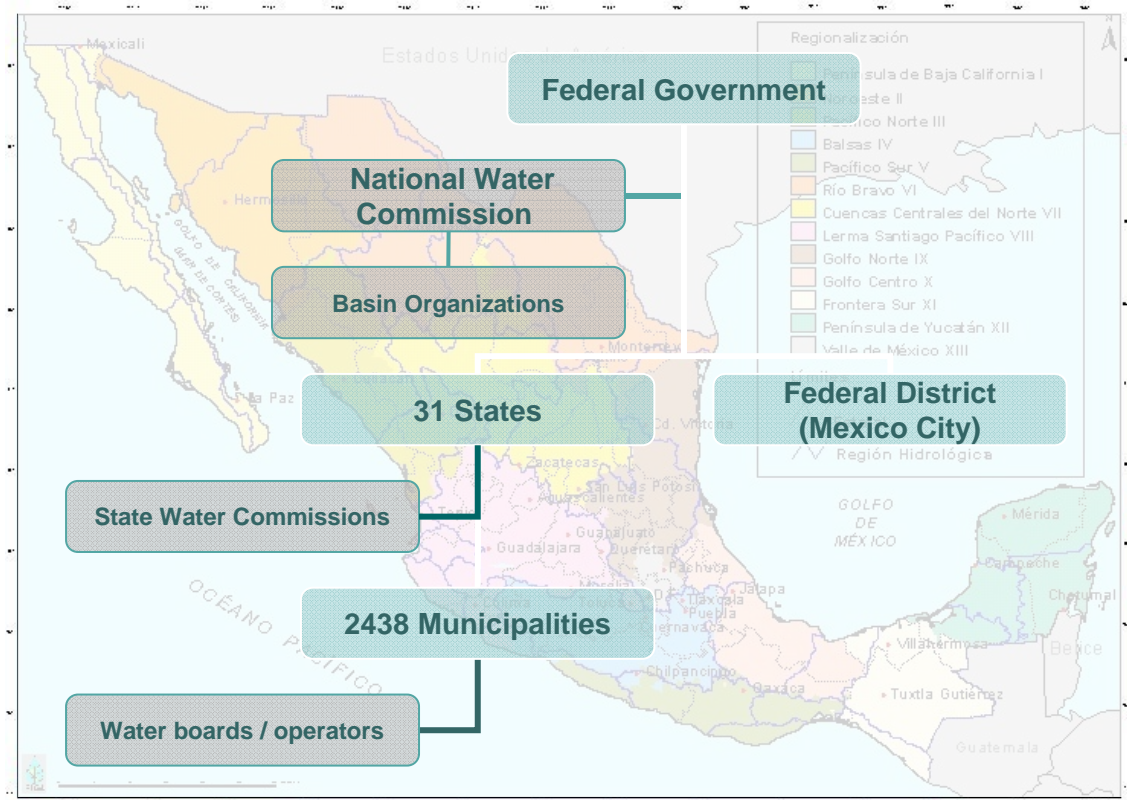 Federal Government
National Water
Commission
Basin Organizations
31 States
Federal District
(Mexico City)
State Water Commissions
2438 Municipalities
Water boards / operators
Estados Unidos de América
Regionalización
Península de Baja California I
Noroeste II
Pacífico Norte III
Balsas IV
Pacífico Sur V
Río Bravo VI
Cuencas Centrales del Norte VII
Lerma Santiago Pacífico VIII
Golfo Norte IX
Golfo Centro X
Frontera Sur XI
Península de Yucatán XII
Valle de México XIII
Región Hidrológica
Mexicali
Hermosillo
GOLFO DE CALIFORNIA
(MAR DE CORTÉS)
La Paz
Culiacán
Monterrey
Cd. Victoria
Zacatecas
San Luis Potosí
Aguascalientes
Guanajuato
Guadalajara
Querétaro
Pachuca
Morelia
Toluca
D.F.
Tlaxcala
Jalapa
Puebla
Colima
Cuernavaca
Chilpancingo
Oaxaca
Villahermosa
Tuxtla Gutiérrez
Mérida
Campeche
Chetumal
Belice
Guatemala
GOLFO
DE
MÉXICO
OCÉANO PACÍFICO